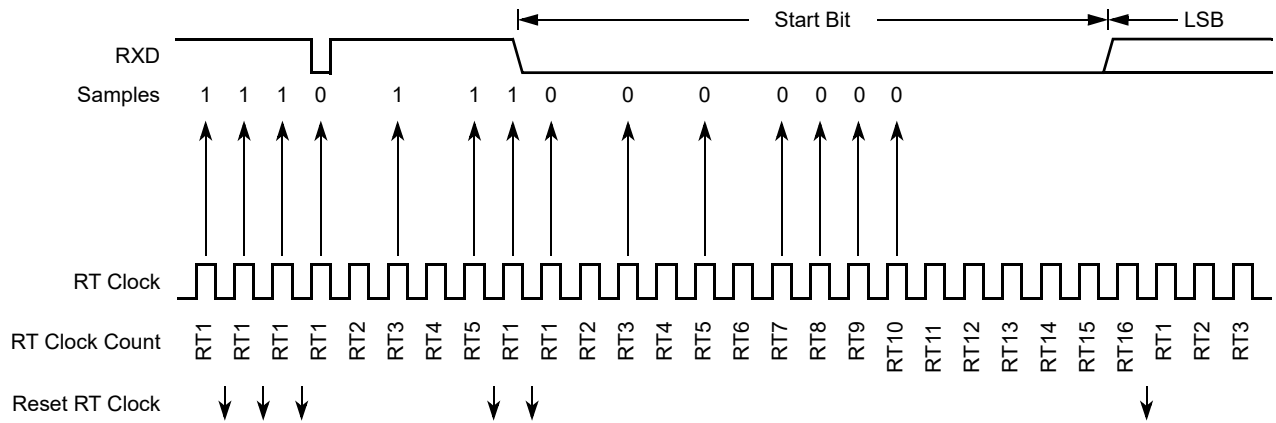 Start Bit LSB
RXD
Samples 1 1 1 0 1 1 1 0 0 0 0 0 0 0
RT Clock
RT Clock Count RT1 RT1 RT1 RT1 RT2 RT3 RT4 RT5 RT1 RT1 RT2 RT3 RT4 RT5 RT6 RT7 RT8 RT9 RT10 RT11 RT12 RT13 RT14 RT15 RT16 RT1 RT2 RT3
Reset RT Clock